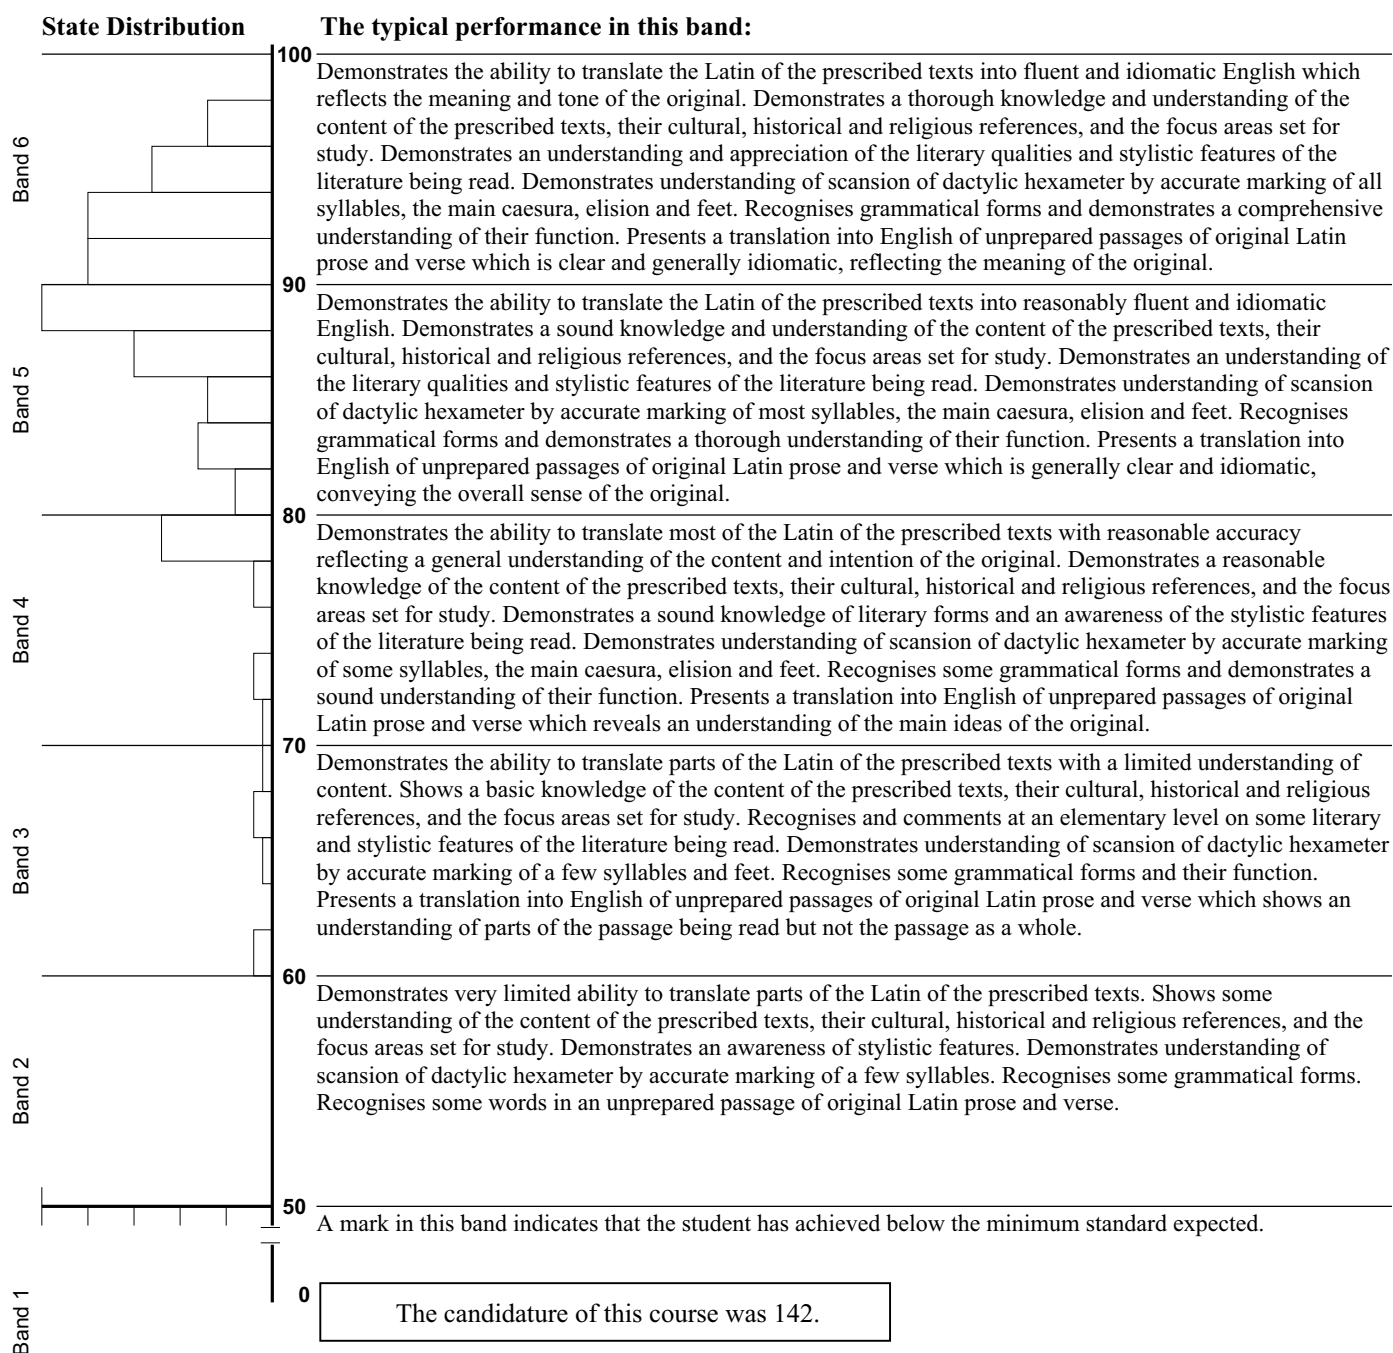 State Distribution
The typical performance in this band:
100
Demonstrates the ability to translate the Latin of the prescribed texts into fluent and idiomatic English which
reflects the meaning and tone of the original. Demonstrates a thorough knowledge and understanding of the
content of the prescribed texts, their cultural, historical and religious references, and the focus areas set for
study. Demonstrates an understanding and appreciation of the literary qualities and stylistic features of the
literature being read. Demonstrates understanding of scansion of dactylic hexameter by accurate marking of all
syllables, the main caesura, elision and feet. Recognises grammatical forms and demonstrates a comprehensive
understanding of their function. Presents a translation into English of unprepared passages of original Latin
prose and verse which is clear and generally idiomatic, reflecting the meaning of the original.
Band 6
90
Demonstrates the ability to translate the Latin of the prescribed texts into reasonably fluent and idiomatic
English. Demonstrates a sound knowledge and understanding of the content of the prescribed texts, their
cultural, historical and religious references, and the focus areas set for study. Demonstrates an understanding of
the literary qualities and stylistic features of the literature being read. Demonstrates understanding of scansion
of dactylic hexameter by accurate marking of most syllables, the main caesura, elision and feet. Recognises
grammatical forms and demonstrates a thorough understanding of their function. Presents a translation into
English of unprepared passages of original Latin prose and verse which is generally clear and idiomatic,
conveying the overall sense of the original.
Band 5
80
Demonstrates the ability to translate most of the Latin of the prescribed texts with reasonable accuracy
reflecting a general understanding of the content and intention of the original. Demonstrates a reasonable
knowledge of the content of the prescribed texts, their cultural, historical and religious references, and the focus
areas set for study. Demonstrates a sound knowledge of literary forms and an awareness of the stylistic features
of the literature being read. Demonstrates understanding of scansion of dactylic hexameter by accurate marking
of some syllables, the main caesura, elision and feet. Recognises some grammatical forms and demonstrates a
sound understanding of their function. Presents a translation into English of unprepared passages of original
Latin prose and verse which reveals an understanding of the main ideas of the original.
Band 4
70
Demonstrates the ability to translate parts of the Latin of the prescribed texts with a limited understanding of
content. Shows a basic knowledge of the content of the prescribed texts, their cultural, historical and religious
references, and the focus areas set for study. Recognises and comments at an elementary level on some literary
and stylistic features of the literature being read. Demonstrates understanding of scansion of dactylic hexameter
by accurate marking of a few syllables and feet. Recognises some grammatical forms and their function.
Presents a translation into English of unprepared passages of original Latin prose and verse which shows an
understanding of parts of the passage being read but not the passage as a whole.
Band 3
60
Demonstrates very limited ability to translate parts of the Latin of the prescribed texts. Shows some
understanding of the content of the prescribed texts, their cultural, historical and religious references, and the
focus areas set for study. Demonstrates an awareness of stylistic features. Demonstrates understanding of
scansion of dactylic hexameter by accurate marking of a few syllables. Recognises some grammatical forms.
Recognises some words in an unprepared passage of original Latin prose and verse.
Band 2
50
A mark in this band indicates that the student has achieved below the minimum standard expected.
0
The candidature of this course was 142.
Band 1